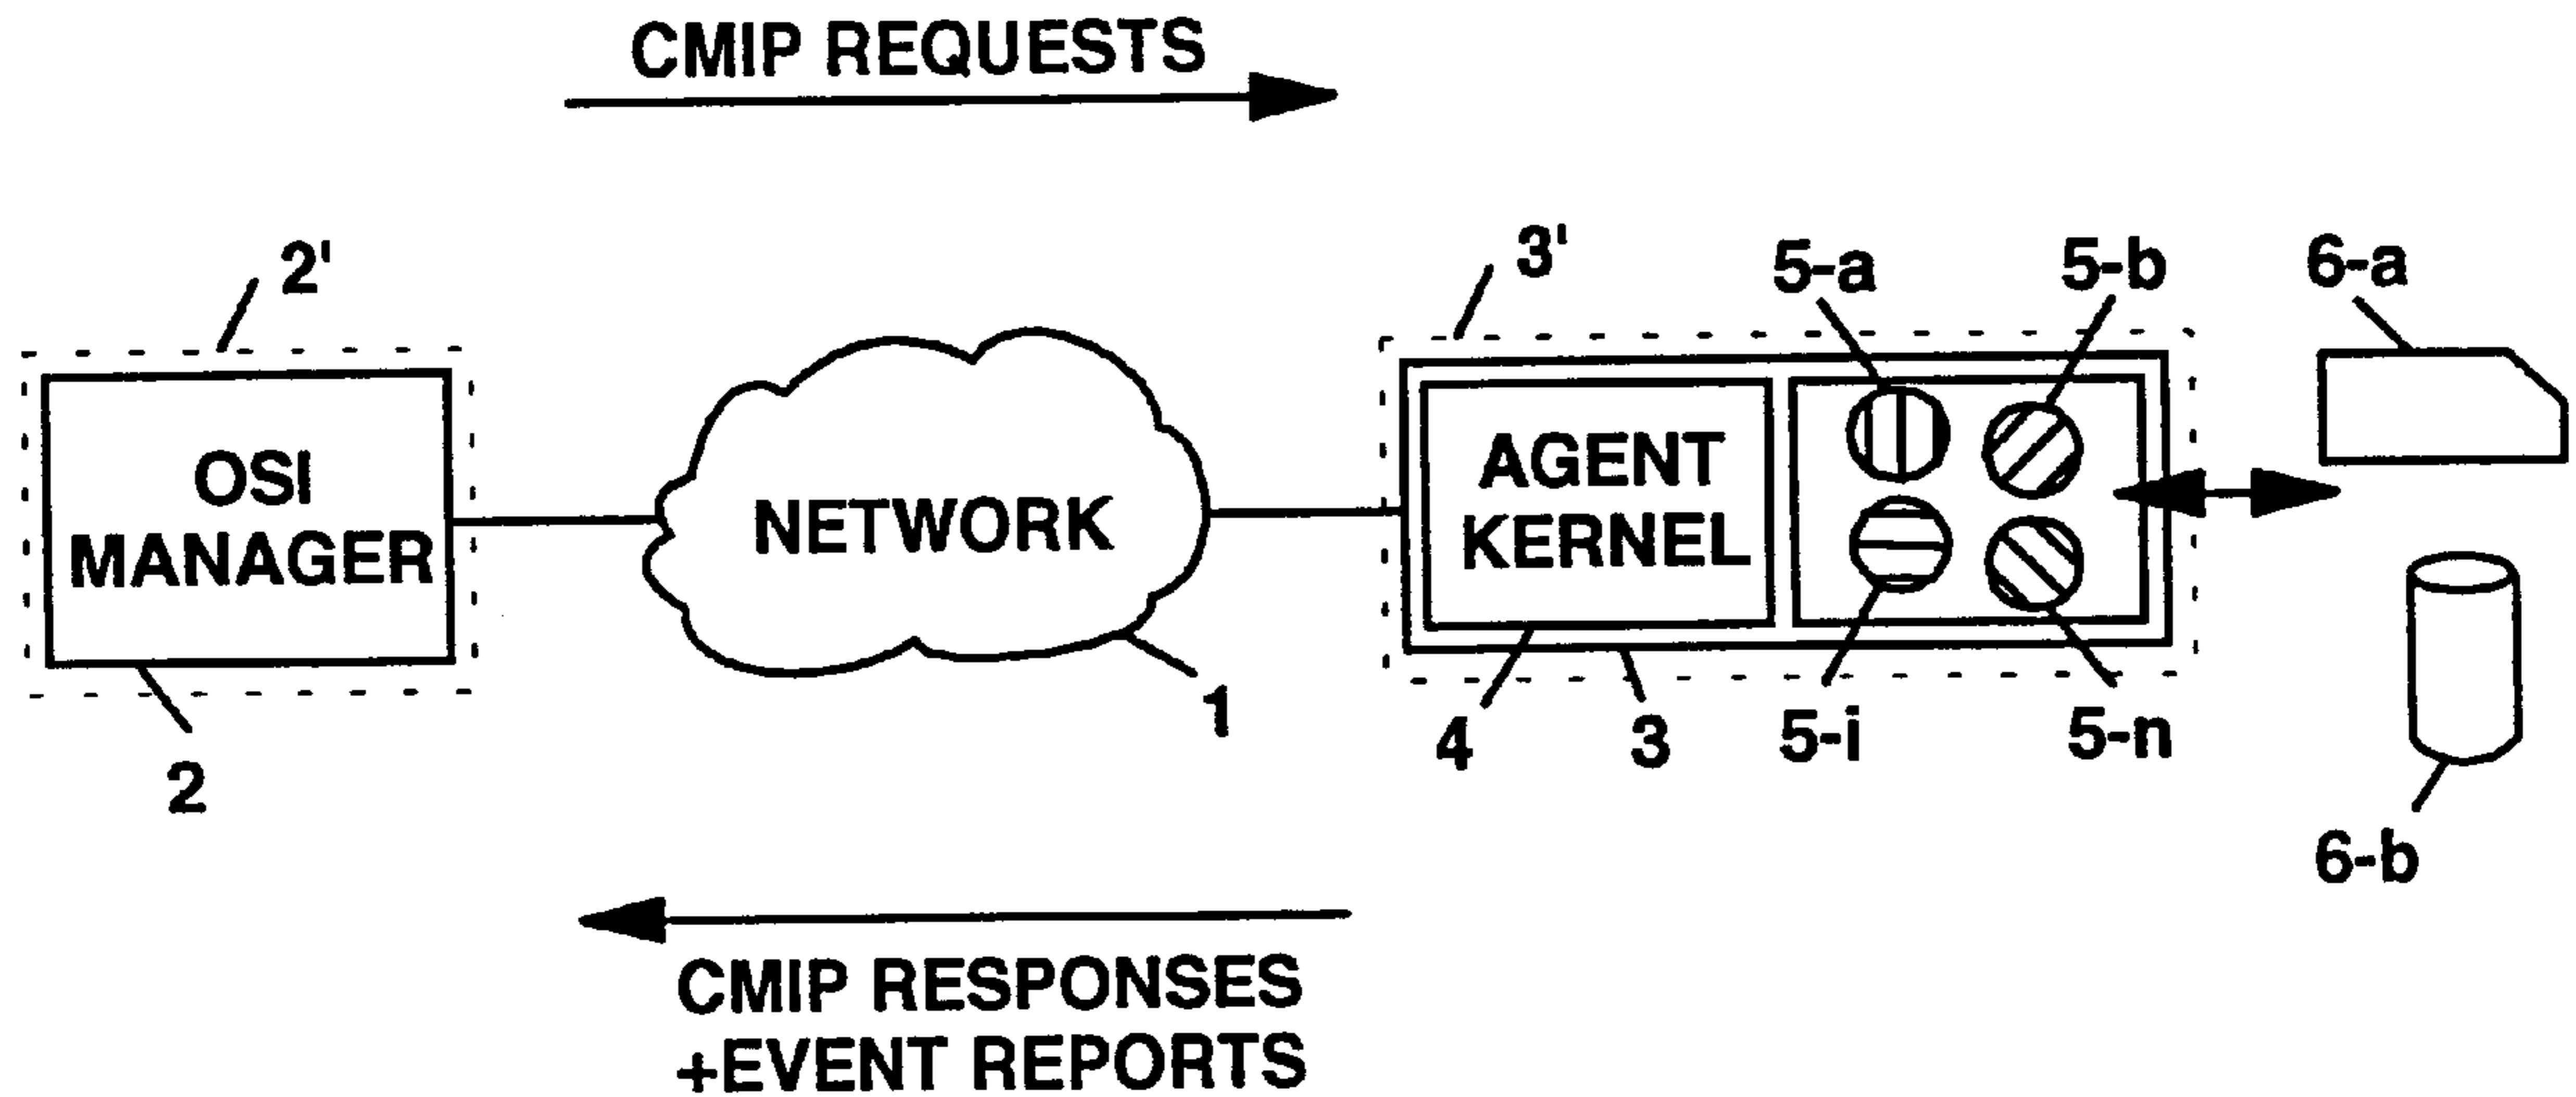 CMIP REQUESTS
2'
3'
5-a
5-b
6-a
OSI
MANAGER
NETWORK
AGENT
KERNEL
2
1
4
3
5-i
5-n
6-b
CMIP RESPONSES
+EVENT REPORTS